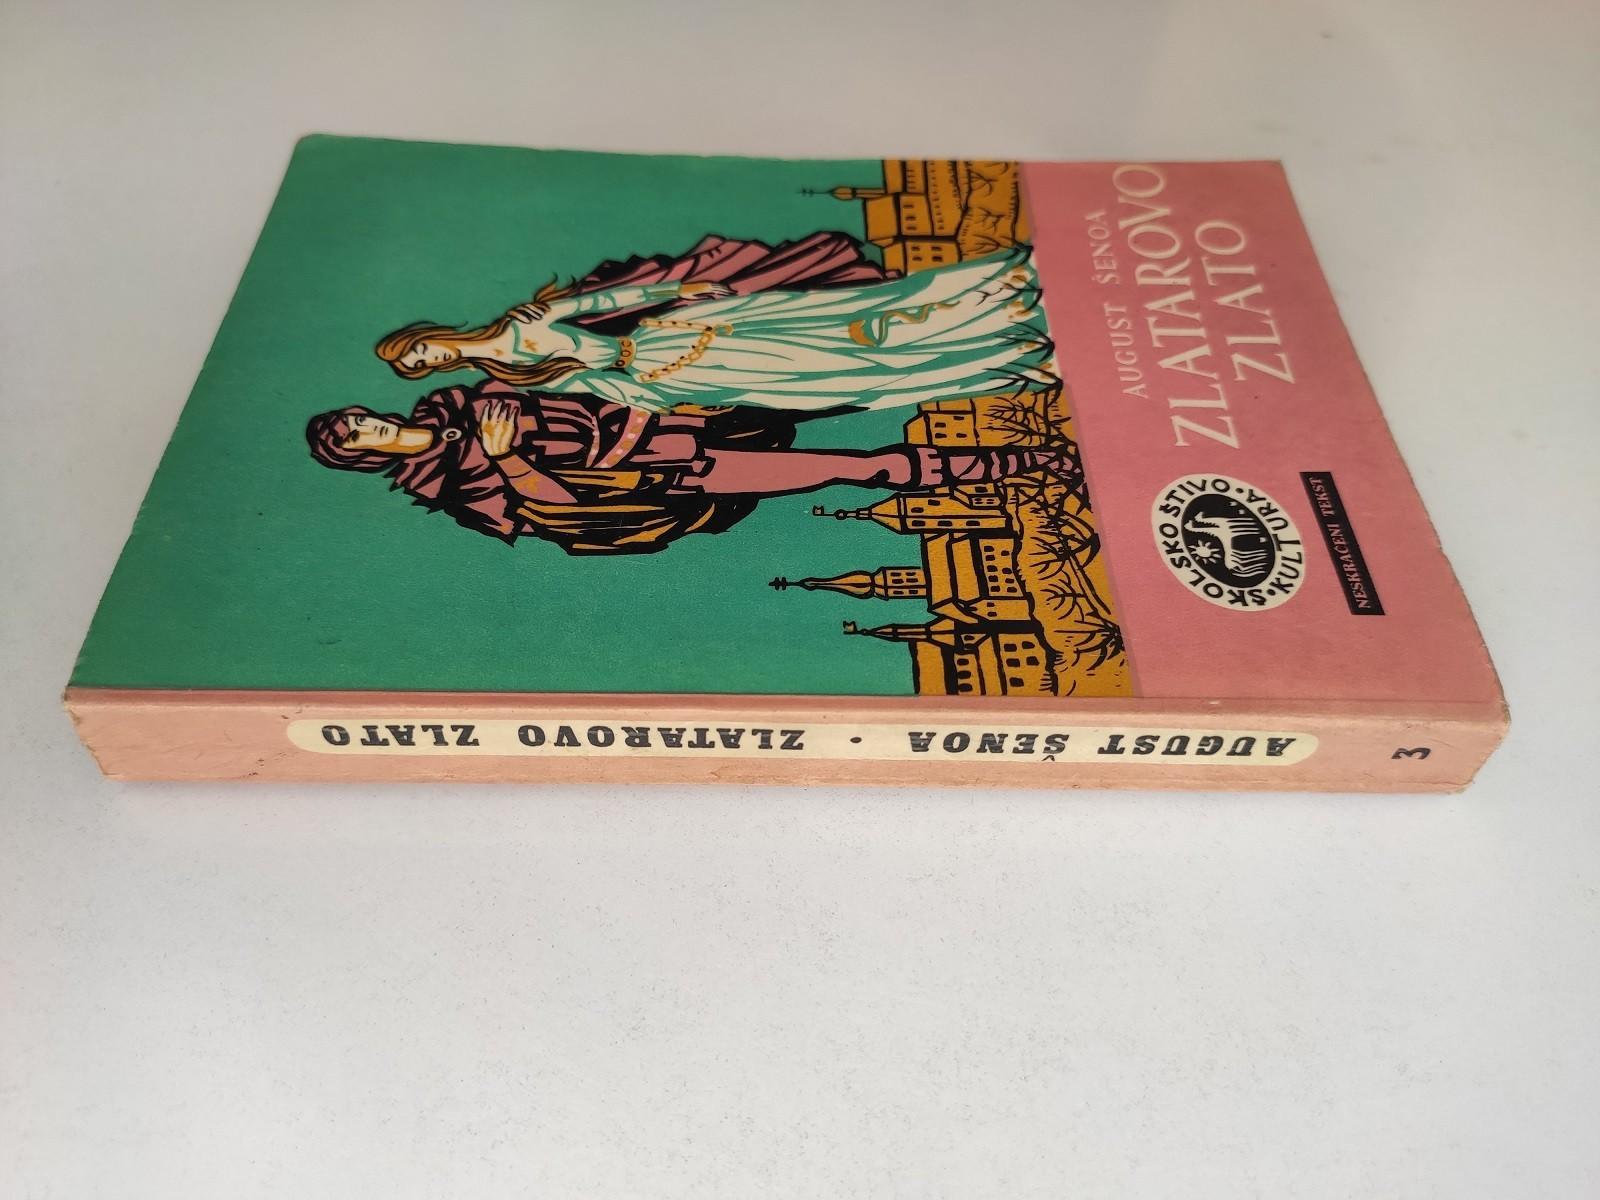 AUGUST ŠENOA
ZLATAROVO
ZLATO
ŠKOLSKO ŠTIVO
• KULTURA •
NESKRAĆENI TEKST
AUGUST ŠENOA · ZLATAROVO ZLATO
3